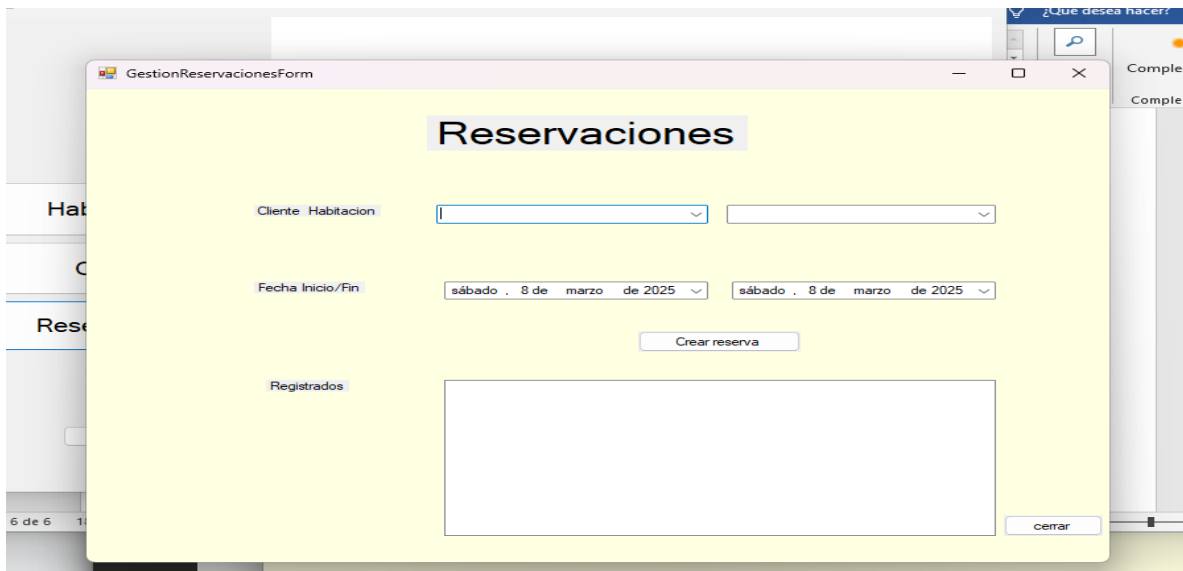 ¿Que desea hacer?
Comple
Comple
GestionReservacionesForm
Reservaciones
Hab
Cliente Habitacion
C
Fecha Inicio/Fin
sábado , 8 de marzo de 2025
sábado , 8 de marzo de 2025
Rese
Crear reserva
Registrados
6 de 6
cerrar